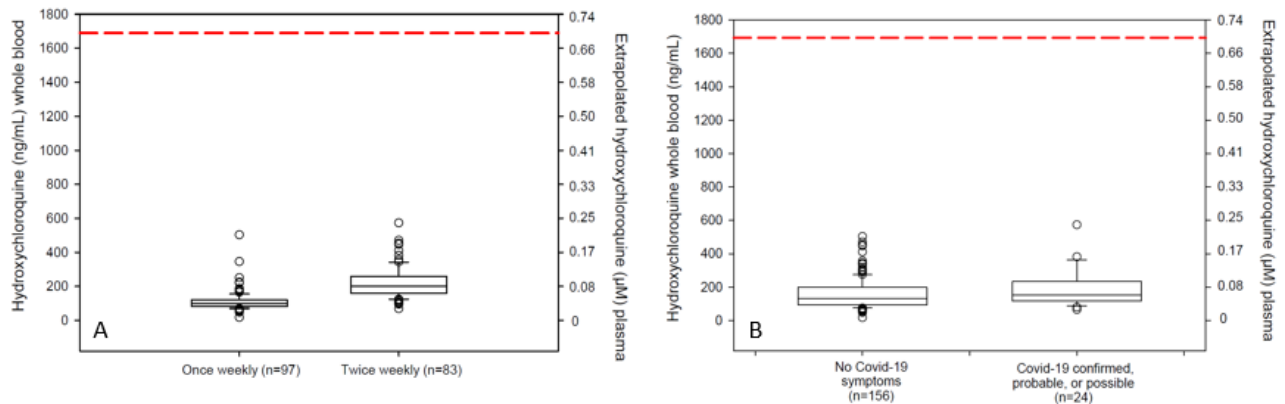 Hydroxychloroquine (ng/mL) whole blood
1800
1600
1400
1200
1000
800
600
400
200
0
0.74
0.66
0.58
0.50
0.41
0.33
0.25
0.17
0.08
0
Extrapolated hydroxychloroquine (µM) plasma
A
Once weekly (n=97)
Twice weekly (n=83)
Hydroxychloroquine whole blood (ng/mL)
1800
1600
1400
1200
1000
800
600
400
200
0
0.74
0.66
0.58
0.50
0.41
0.33
0.25
0.17
0.08
0
Extrapolated hydroxychloroquine (µM) plasma
B
No Covid-19
symptoms
(n=156)
Covid-19 confirmed,
probable, or possible
(n=24)